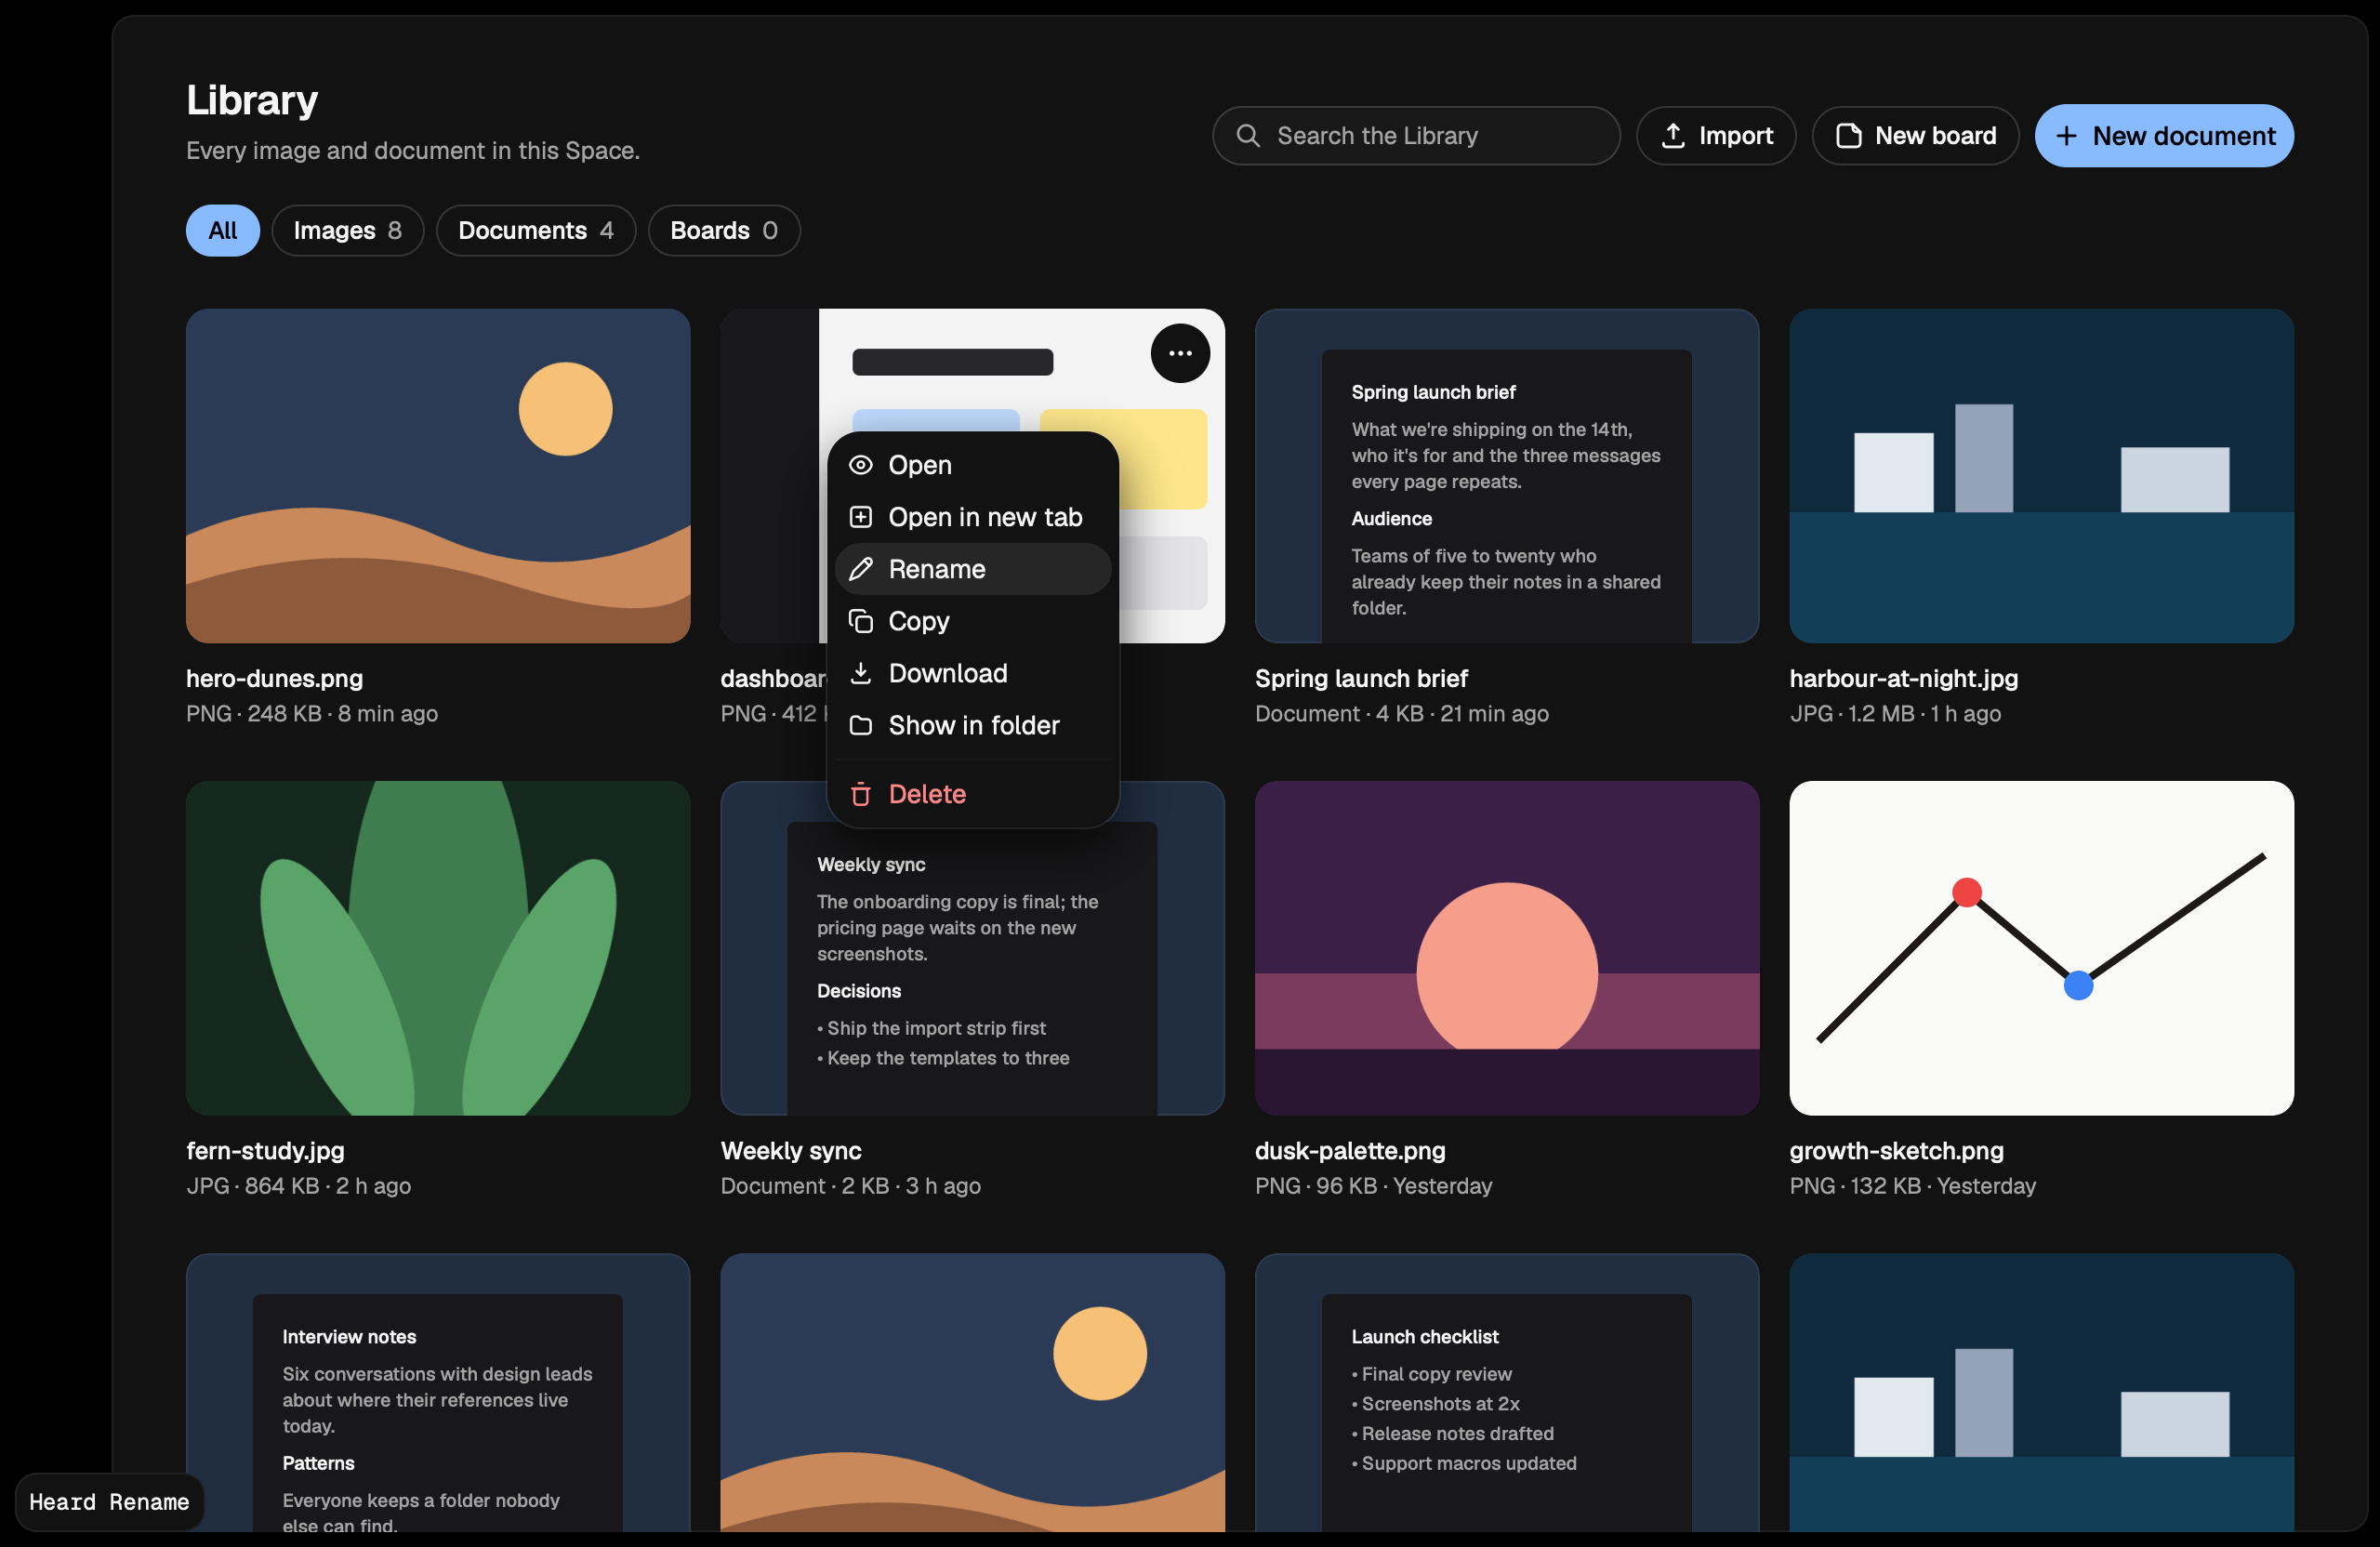 Library
Every image and document in this Space.
Search the Library
Import
New board
+ New document
All
Images 8
Documents 4
Boards 0
Open
Open in new tab
Rename
Copy
Download
Show in folder
Delete
Spring launch brief
What we're shipping on the 14th,
who it's for and the three messages
every page repeats.
Audience
Teams of five to twenty who
already keep their notes in a shared
folder.
hero-dunes.png
PNG · 248 KB · 8 min ago
PNG · 412
Spring launch brief
Document · 4 KB · 21 min ago
harbour-at-night.jpg
JPG · 1.2 MB · 1 h ago
Weekly sync
The onboarding copy is final; the
pricing page waits on the new
screenshots.
Decisions
• Ship the import strip first
• Keep the templates to three
fern-study.jpg
JPG · 864 KB · 2 h ago
Weekly sync
Document · 2 KB · 3 h ago
dusk-palette.png
PNG · 96 KB · Yesterday
growth-sketch.png
PNG · 132 KB · Yesterday
Interview notes
Six conversations with design leads
about where their references live
today.
Patterns
Everyone keeps a folder nobody
else can find.
Launch checklist
• Final copy review
• Screenshots at 2x
• Release notes drafted
• Support macros updated
Heard Rename